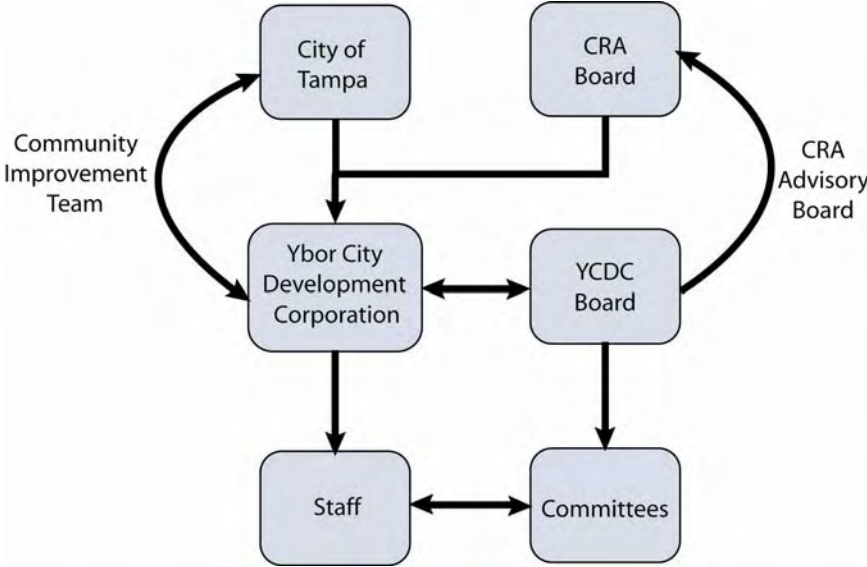 City of
Tampa
CRA
Board
Community
Improvement
Team
CRA
Advisory
Board
Ybor City
Development
Corporation
YCDC
Board
Staff
Committees